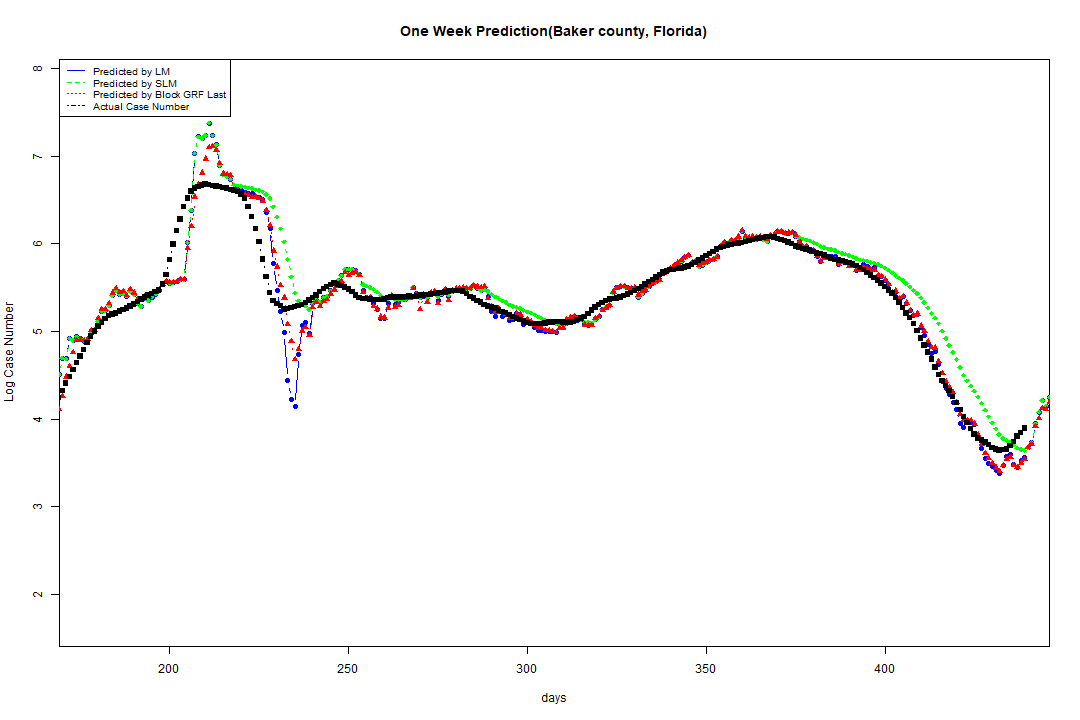 One Week Prediction(Baker county, Florida)
Predicted by LM
Predicted by SLM
Predicted by Block GRF Last
Actual Case Number
8
7
6
5
4
3
2
Log Case Number
200 250 300 350 400
days